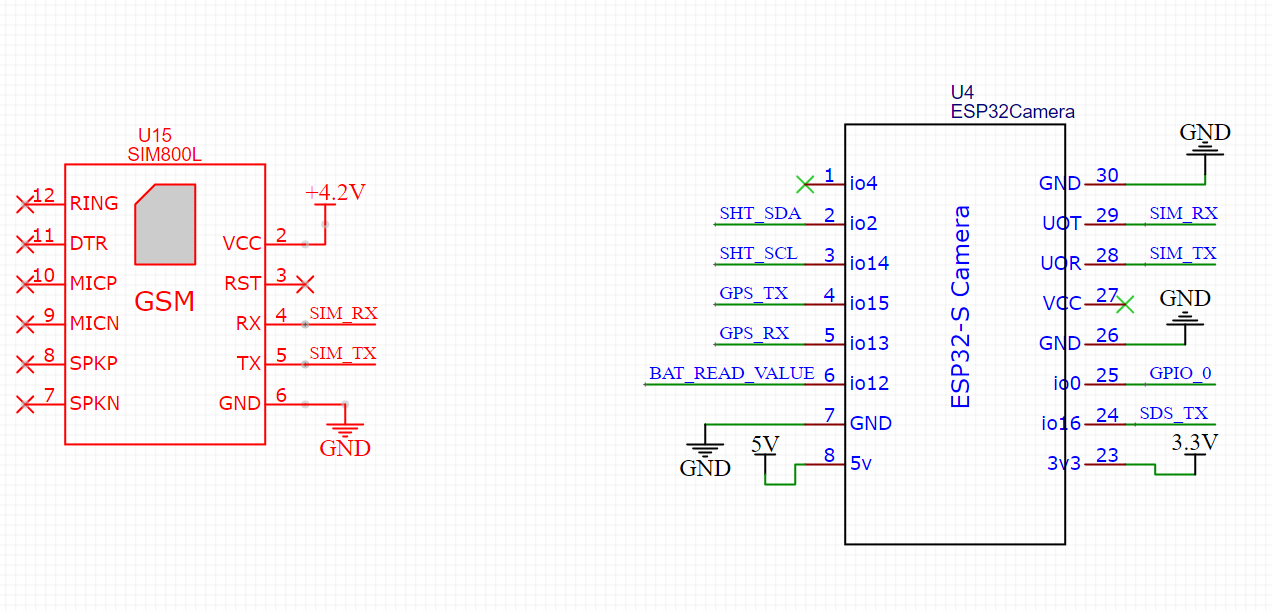 U15
SIM800L
12 RING
11 DTR
10 MICP
9 MICN
8 SPKP
7 SPKN
GSM
+4.2V
VCC 2
RST 3
RX 4 SIM_RX
TX 5 SIM_TX
GND 6
GND
U4
ESP32Camera
1 io4
SHT_SDA 2 io2
SHT_SCL 3 io14
GPS_TX 4 io15
GPS_RX 5 io13
BAT_READ_VALUE 6 io12
7 GND
GND
5V
8 5v
ESP32-S Camera
GND
GND 30
UOT 29 SIM_RX
UOR 28 SIM_TX
VCC 27
GND
GND 26
io0 25 GPIO_0
io16 24 SDS_TX
3.3V
3v3 23